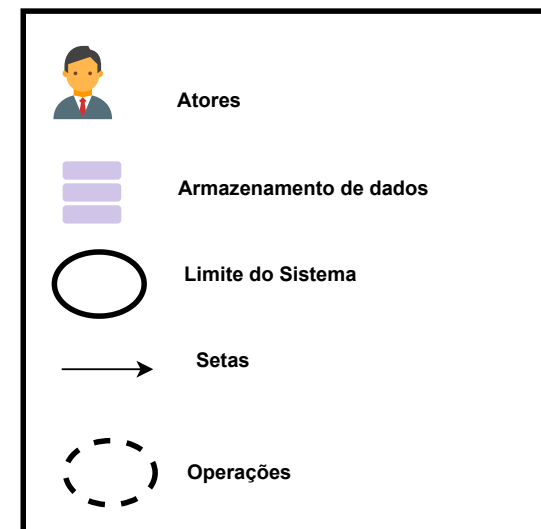 Atores
Armazenamento de dados
Limite do Sistema
Setas
Operações